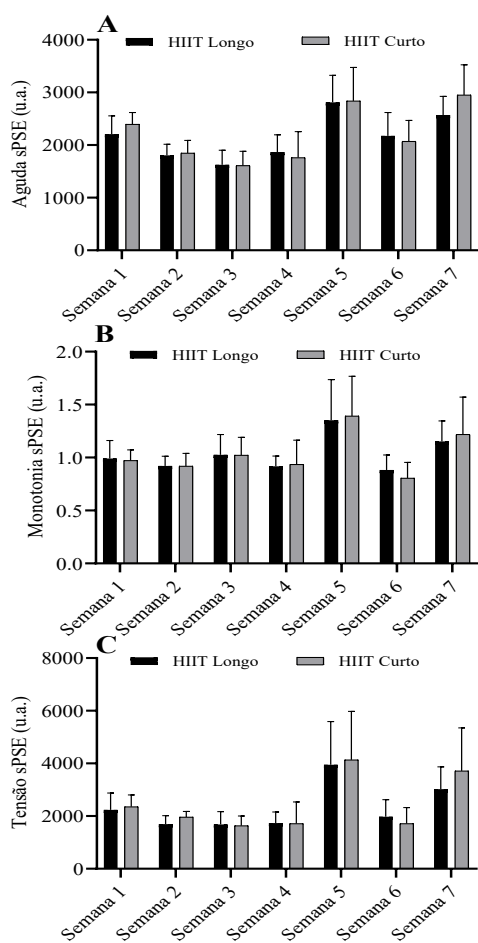 A
HIIT Longo HIIT Curto
Aguda sPSE (u.a.)
4000
3000
2000
1000
0
Semana 1 Semana 2 Semana 3 Semana 4 Semana 5 Semana 6 Semana 7
B
HIIT Longo HIIT Curto
Monotonia sPSE (u.a.)
2.0
1.5
1.0
0.5
0.0
Semana 1 Semana 2 Semana 3 Semana 4 Semana 5 Semana 6 Semana 7
C
HIIT Longo HIIT Curto
Tensão sPSE (u.a.)
8000
6000
4000
2000
0
Semana 1 Semana 2 Semana 3 Semana 4 Semana 5 Semana 6 Semana 7